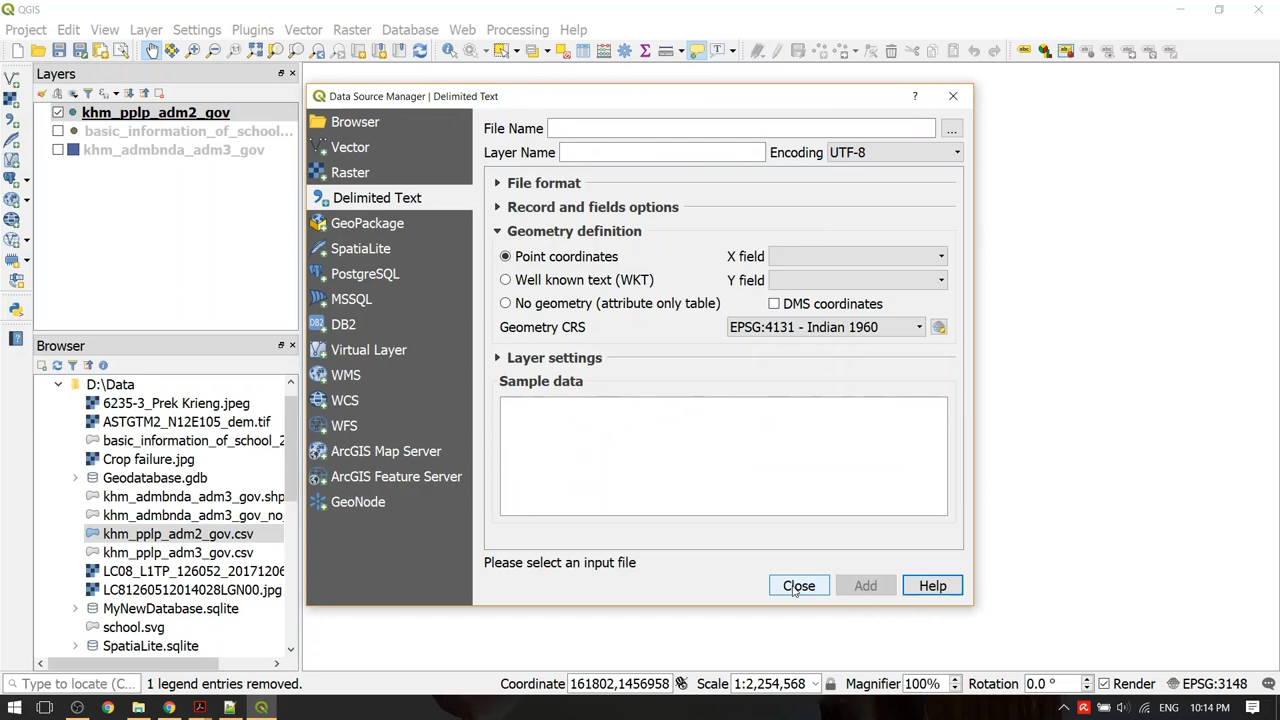 QGIS
Project Edit View Layer Settings Plugins Vector Raster Database Web Processing Help
Layers
khm_pplp_adm2_gov
basic_information_of_school...
khm_admbnda_adm3_gov
Browser
D:\Data
6235-3_Prek Krieng.jpeg
ASTGTM2_N12E105_dem.tif
basic_information_of_school_2
Crop failure.jpg
Geodatabase.gdb
khm_admbnda_adm3_gov.shp
khm_admbnda_adm3_gov_no_
khm_pplp_adm2_gov.csv
khm_pplp_adm3_gov.csv
LC08_L1TP_126052_20171206
LC81260512014028LGN00.jpg
MyNewDatabase.sqlite
school.svg
SpatiaLite.sqlite
Data Source Manager | Delimited Text
?
Browser
Vector
Raster
Delimited Text
GeoPackage
SpatiaLite
PostgreSQL
MSSQL
DB2
DB2
Virtual Layer
WMS
WCS
WFS
ArcGIS Map Server
ArcGIS Feature Server
GeoNode
File Name ...
Layer Name Encoding UTF-8
File format
Record and fields options
Geometry definition
Point coordinates X field
Well known text (WKT) Y field
No geometry (attribute only table) DMS coordinates
Geometry CRS EPSG:4131 - Indian 1960
Layer settings
Sample data
Please select an input file
Close Add Help
Type to locate (C... 1 legend entries removed. Coordinate 161802,1456958 Scale 1:2,254,568 Magnifier 100% Rotation 0.0 ° Render EPSG:3148
ENG 10:14 PM